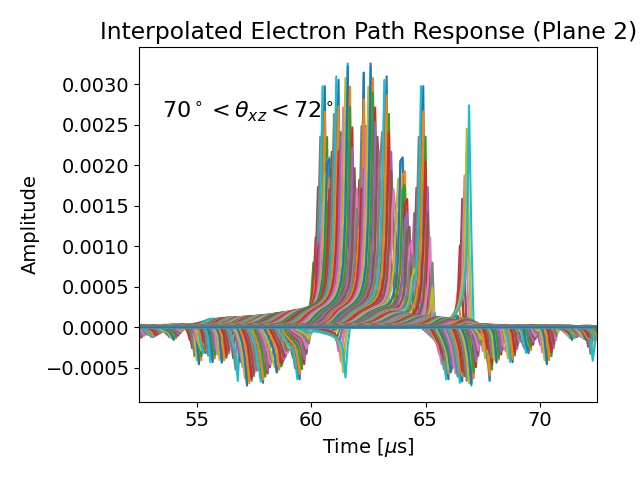 Interpolated Electron Path Response (Plane 2)
70° < θxz < 72°
Amplitude
0.0030
0.0025
0.0020
0.0015
0.0010
0.0005
0.0000
−0.0005
55 60 65 70
Time [μs]